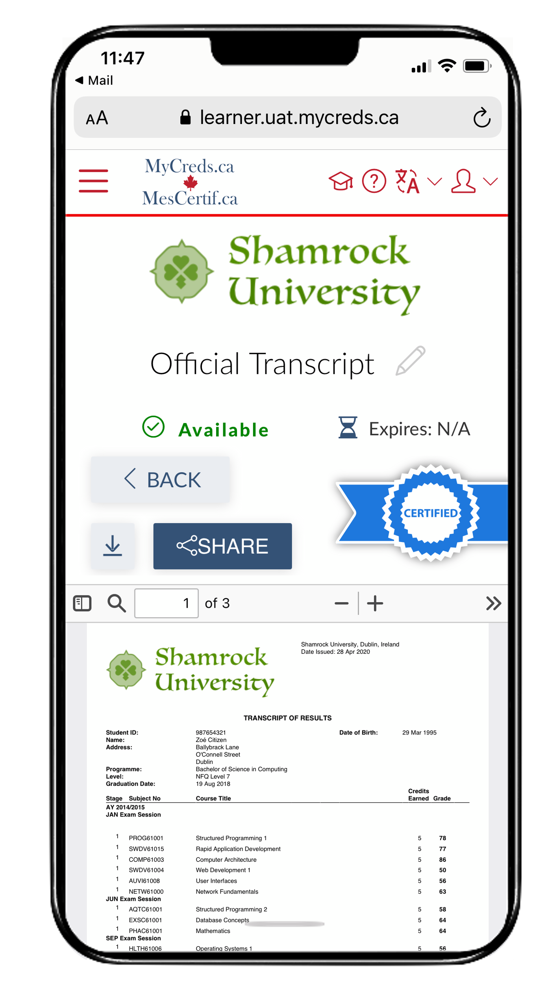 11:47
Mail
AA learner.uat.mycreds.ca
MyCreds.ca
MesCertif.ca
Shamrock
University
Official Transcript
Available Expires: N/A
BACK
CERTIFIED
SHARE
1 of 3
Shamrock University, Dublin, Ireland
Date Issued: 28 Apr 2020
Shamrock
University
TRANSCRIPT OF RESULTS
Student ID: 987654321 Date of Birth: 29 Mar 1995
Name: Zoé Citizen
Address: Ballybrack Lane
O'Connell Street
Dublin
Programme: Bachelor of Science in Computing
Level: NFQ Level 7
Graduation Date: 19 Aug 2018
Stage Subject No Course Title Credits Earned Grade
AY 2014/2015
JAN Exam Session
1 PROG61001 Structured Programming 1 5 78
1 SWDV61015 Rapid Application Development 5 77
1 COMP61003 Computer Architecture 5 86
1 SWDV61004 Web Development 1 5 50
1 AUVI61008 User Interfaces 5 56
1 NETW61000 Network Fundamentals 5 63
JUN Exam Session
1 AQTC61001 Structured Programming 2 5 58
1 EXSC61001 Database Concepts 5 64
1 PHAC61001 Mathematics 5 64
SEP Exam Session
1 HLTH61006 Operating Systems 1 5 56